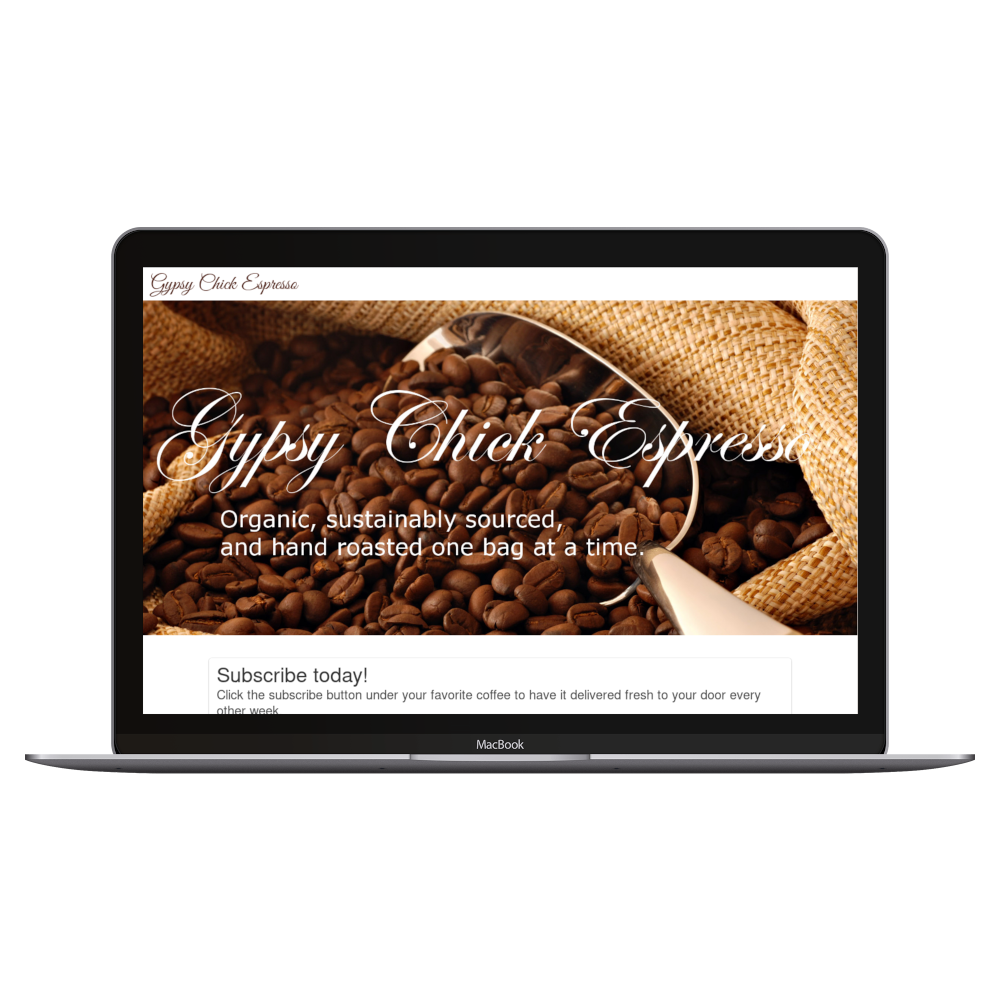 Gypsy Chick Espresso
Gypsy Chick Espresso
Organic, sustainably sourced,
and hand roasted one bag at a time.
Subscribe today!
Click the subscribe button under your favorite coffee to have it delivered fresh to your door every
other week
MacBook